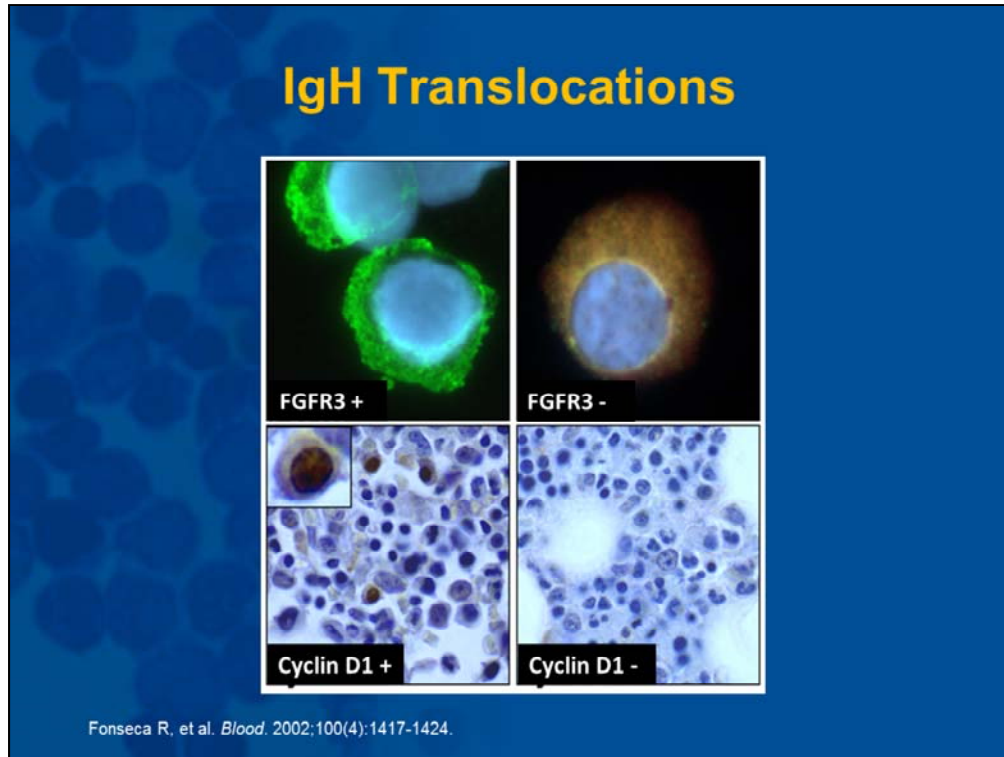 IgH Translocations
FGFR3 +
FGFR3 -
Cyclin D1 +
Cyclin D1 -
Fonseca R, et al. Blood. 2002;100(4):1417-1424.